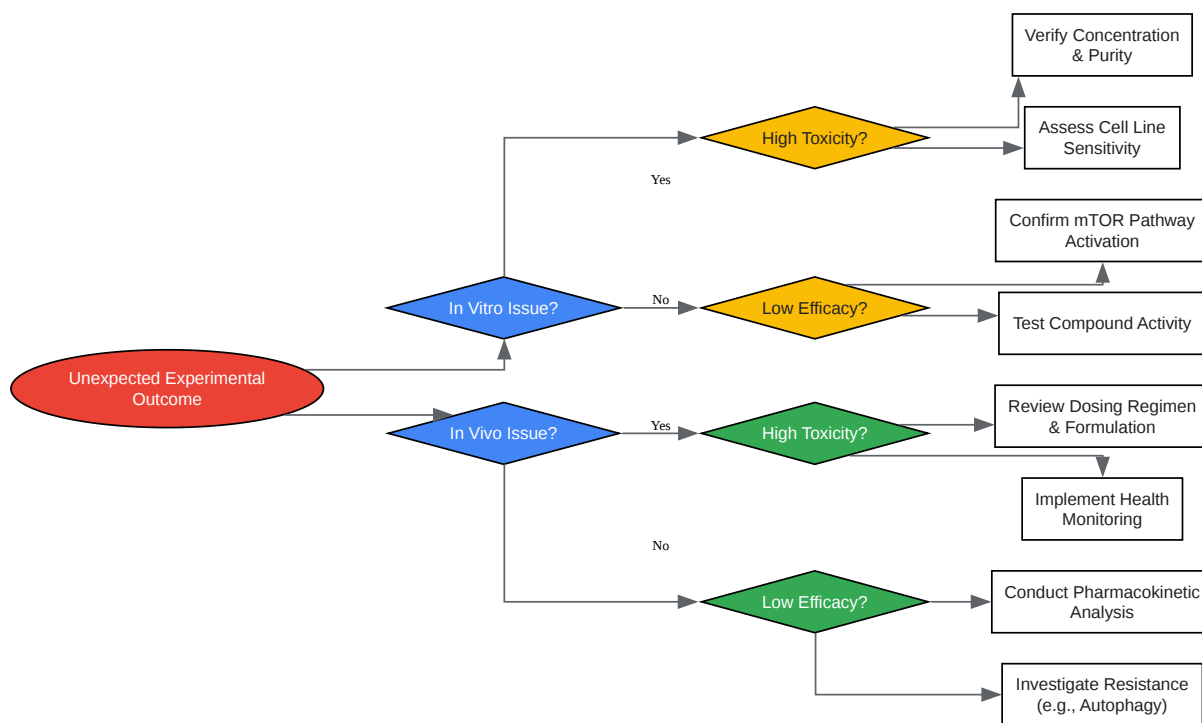 Verify Concentration
& Purity
High Toxicity?
Assess Cell Line
Sensitivity
Yes
Confirm mTOR Pathway
Activation
In Vitro Issue?
No
Low Efficacy?
Test Compound Activity
Unexpected Experimental
Outcome
In Vivo Issue?
Yes
High Toxicity?
Review Dosing Regimen
& Formulation
Implement Health
Monitoring
No
Low Efficacy?
Conduct Pharmacokinetic
Analysis
Investigate Resistance
(e.g., Autophagy)